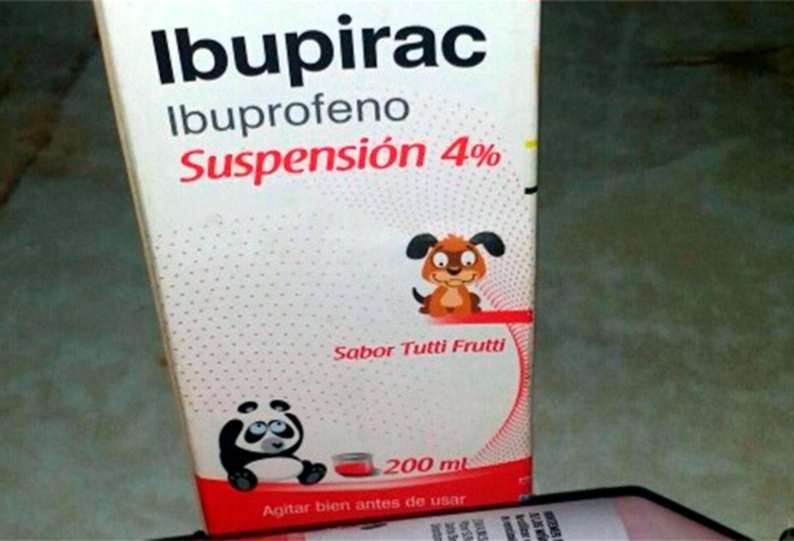 Ibupirac
Ibuprofeno
Suspensión 4%
Sabor Tutti Frutti
200 ml
Agitar bien antes de usar